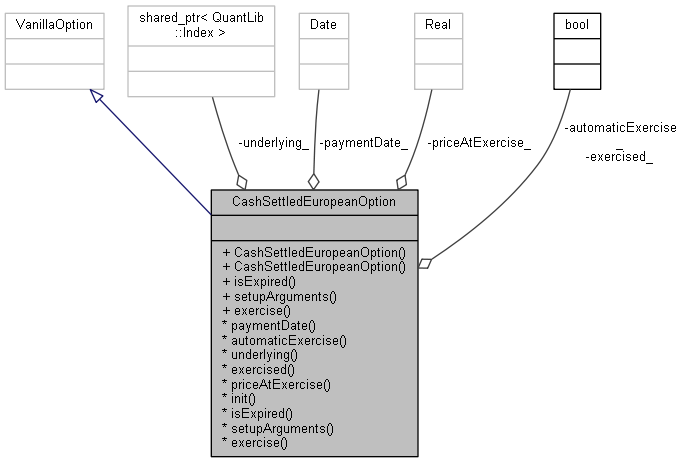 VanillaOption
shared_ptr< QuantLib
::Index >
Date
Real
bool
-underlying_
-paymentDate_
-priceAtExercise_
-automaticExercise
_
-exercised_
CashSettledEuropeanOption
+ CashSettledEuropeanOption()
+ CashSettledEuropeanOption()
+ isExpired()
+ setupArguments()
+ exercise()
* paymentDate()
* automaticExercise()
* underlying()
* exercised()
* priceAtExercise()
* init()
* isExpired()
* setupArguments()
* exercise()